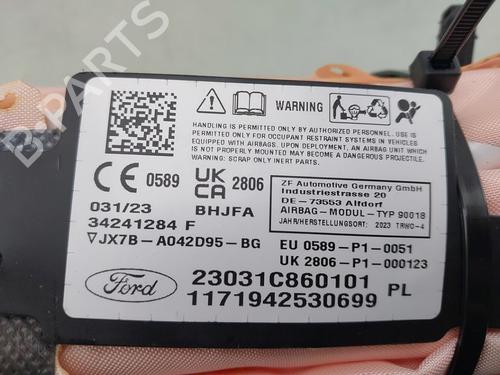 B-PARTS
WARNING
HANDLING IS PERMITTED ONLY BY AUTHORIZED PERSONNEL. USE IS
PERMITTED ONLY FOR OCCUPANT RESTRAINT SYSTEMS IN VEHICLES
EQUIPPED WITH AIRBAGS. UPON DEPLOYMENT, AN AIRBAG MODULE
WHICH IS NOT MOUNTED CAN BECOME A DANGEROUS PROJECTILE.
WARNING: SCRAP ONLY INERT PARTS.
CE 0589 UK CA 2806
ZF Automotive Germany GmbH
Industriestrasse 20
DE - 73553 Alfdorf
AIRBAG-MODUL-TYP 90018
JAHR/HERSTELLUNGSORT: 2023 TRWO-4
031/23 BHJFA
34241284 F
JX7B-A042D95-BG
EU 0589-P1-0051
UK 2806-P1-000123
Ford
23031C860101
1171942530699 PL